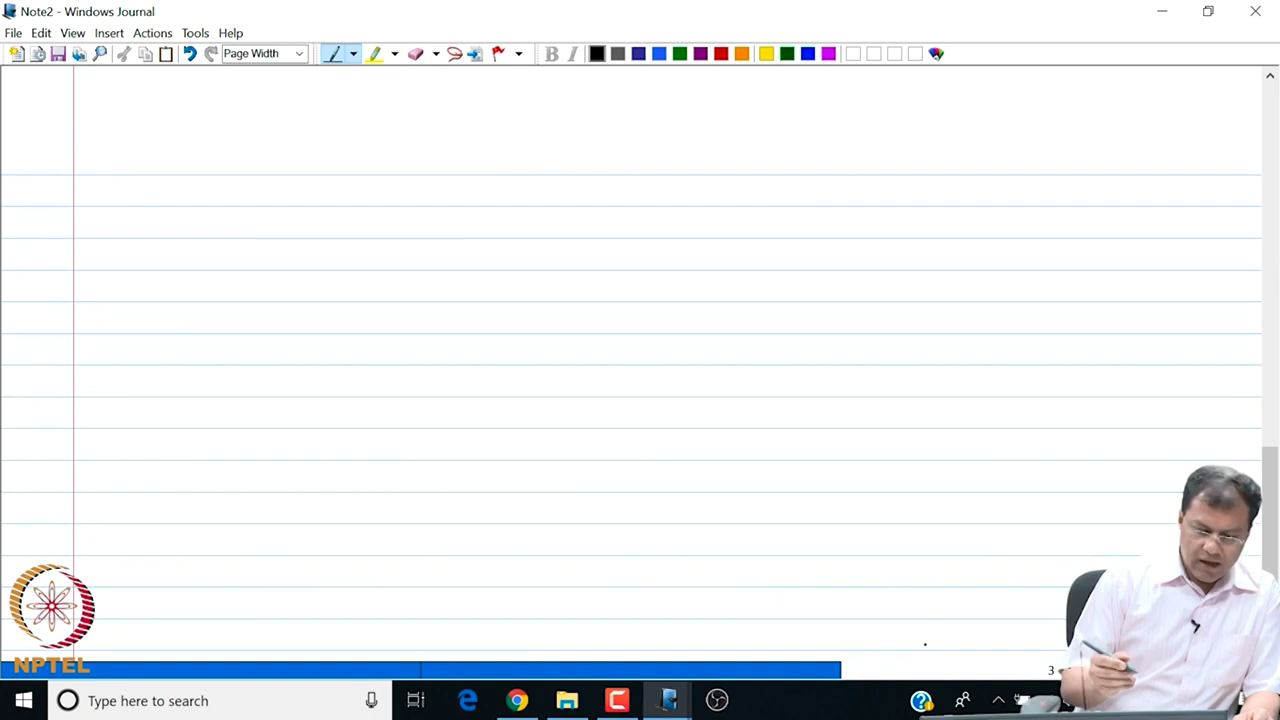 Note2 - Windows Journal
File Edit View Insert Actions Tools Help
Page Width
B I
NPTEL
3
Type here to search